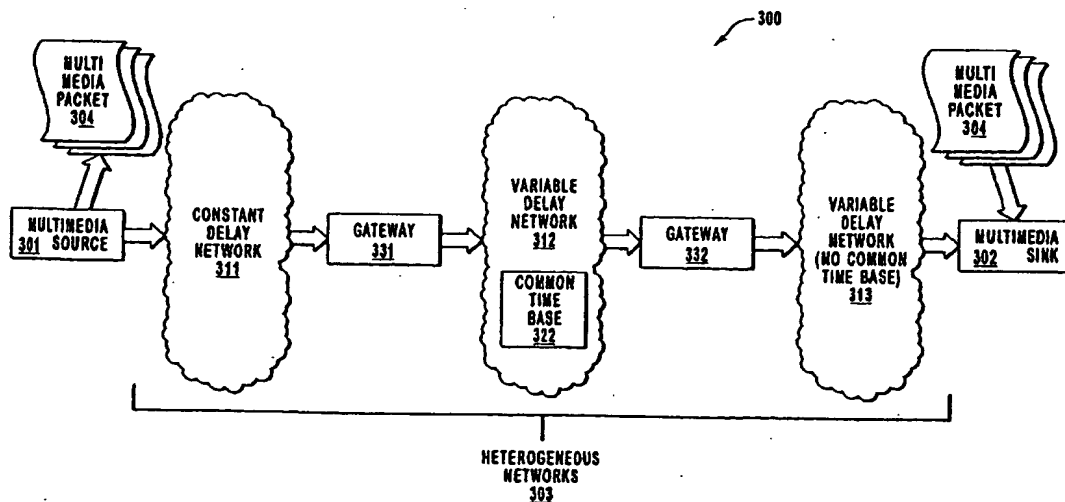 300
MULTI
MEDIA
PACKET
304
MULTIMEDIA
SOURCE
301
CONSTANT
DELAY
NETWORK
311
GATEWAY
331
VARIABLE
DELAY
NETWORK
312
COMMON
TIME
BASE
322
GATEWAY
332
VARIABLE
DELAY
NETWORK
(NO COMMON
TIME BASE)
313
MULTI
MEDIA
PACKET
304
MULTIMEDIA
SINK
302
HETEROGENEOUS
NETWORKS
303